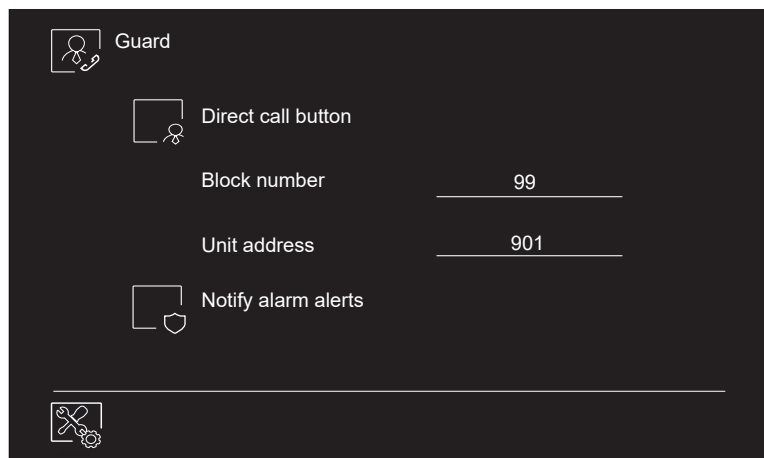 Guard
Direct call button
Block number 99
Unit address 901
Notify alarm alerts